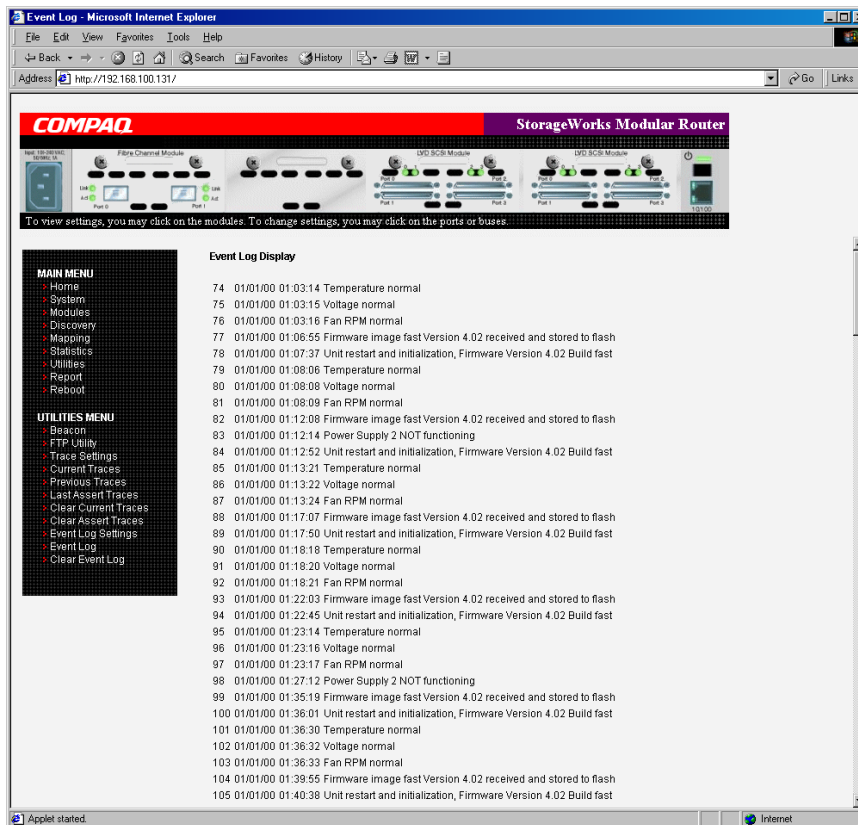 Event Log - Microsoft Internet Explorer
File Edit View Favorites Tools Help
Back Search Favorites History
Address http://192.168.100.131/ Go Links
COMPAQ StorageWorks Modular Router
Fibre Channel Module LVD SCSI Module LVD SCSI Module
Link Link
Act Act
Port 0 Port 1 Port 0 Port 2 Port 0 Port 2
Port 1 Port 3 Port 1 Port 3
10/100
To view settings, you may click on the modules. To change settings, you may click on the ports or buses.
MAIN MENU
Home
System
Modules
Discovery
Mapping
Statistics
Utilities
Report
Reboot
UTILITIES MENU
Beacon
FTP Utility
Trace Settings
Current Traces
Previous Traces
Last Assert Traces
Clear Current Traces
Clear Assert Traces
Event Log Settings
Event Log
Clear Event Log
Event Log Display
74 01/01/00 01:03:14 Temperature normal
75 01/01/00 01:03:15 Voltage normal
76 01/01/00 01:03:16 Fan RPM normal
77 01/01/00 01:06:55 Firmware image fast Version 4.02 received and stored to flash
78 01/01/00 01:07:37 Unit restart and initialization, Firmware Version 4.02 Build fast
79 01/01/00 01:08:06 Temperature normal
80 01/01/00 01:08:08 Voltage normal
81 01/01/00 01:08:09 Fan RPM normal
82 01/01/00 01:12:08 Firmware image fast Version 4.02 received and stored to flash
83 01/01/00 01:12:14 Power Supply 2 NOT functioning
84 01/01/00 01:12:52 Unit restart and initialization, Firmware Version 4.02 Build fast
85 01/01/00 01:13:21 Temperature normal
86 01/01/00 01:13:22 Voltage normal
87 01/01/00 01:13:24 Fan RPM normal
88 01/01/00 01:17:07 Firmware image fast Version 4.02 received and stored to flash
89 01/01/00 01:17:50 Unit restart and initialization, Firmware Version 4.02 Build fast
90 01/01/00 01:18:18 Temperature normal
91 01/01/00 01:18:20 Voltage normal
92 01/01/00 01:18:21 Fan RPM normal
93 01/01/00 01:22:03 Firmware image fast Version 4.02 received and stored to flash
94 01/01/00 01:22:45 Unit restart and initialization, Firmware Version 4.02 Build fast
95 01/01/00 01:23:14 Temperature normal
96 01/01/00 01:23:16 Voltage normal
97 01/01/00 01:23:17 Fan RPM normal
98 01/01/00 01:27:12 Power Supply 2 NOT functioning
99 01/01/00 01:35:19 Firmware image fast Version 4.02 received and stored to flash
100 01/01/00 01:36:01 Unit restart and initialization, Firmware Version 4.02 Build fast
101 01/01/00 01:36:30 Temperature normal
102 01/01/00 01:36:32 Voltage normal
103 01/01/00 01:36:33 Fan RPM normal
104 01/01/00 01:39:55 Firmware image fast Version 4.02 received and stored to flash
105 01/01/00 01:40:38 Unit restart and initialization, Firmware Version 4.02 Build fast
Applet started. Internet